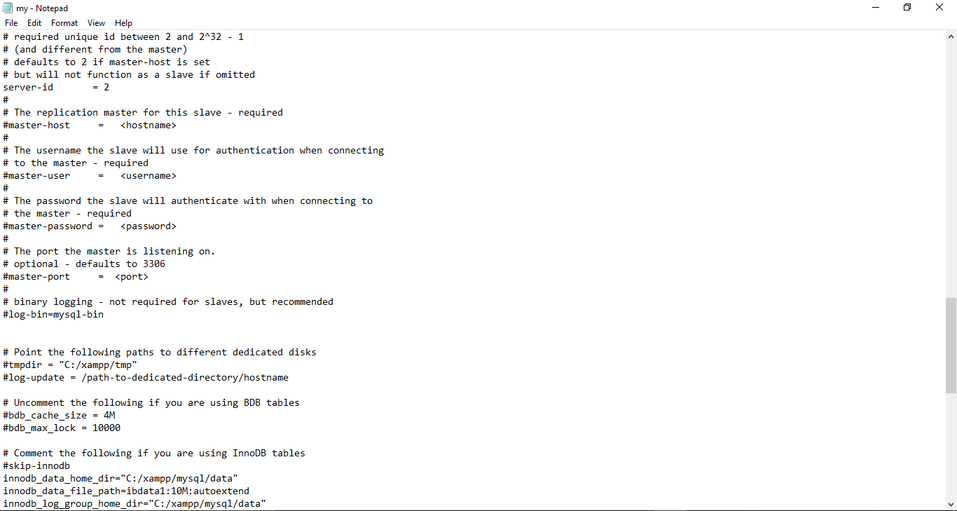 my - Notepad
File Edit Format View Help
# required unique id between 2 and 2^32 - 1
# (and different from the master)
# defaults to 2 if master-host is set
# but will not function as a slave if omitted
server-id       = 2
#
# The replication master for this slave - required
#master-host     =   <hostname>
#
# The username the slave will use for authentication when connecting
# to the master - required
#master-user     =   <username>
#
# The password the slave will authenticate with when connecting to
# the master - required
#master-password =   <password>
#
# The port the master is listening on.
# optional - defaults to 3306
#master-port     =  <port>
#
# binary logging - not required for slaves, but recommended
#log-bin=mysql-bin
# Point the following paths to different dedicated disks
#tmpdir = "C:/xampp/tmp"
#log-update = /path-to-dedicated-directory/hostname
# Uncomment the following if you are using BDB tables
#bdb_cache_size = 4M
#bdb_max_lock = 10000
# Comment the following if you are using InnoDB tables
#skip-innodb
innodb_data_home_dir="C:/xampp/mysql/data"
innodb_data_file_path=ibdata1:10M:autoextend
innodb_log_group_home_dir="C:/xampp/mysql/data"